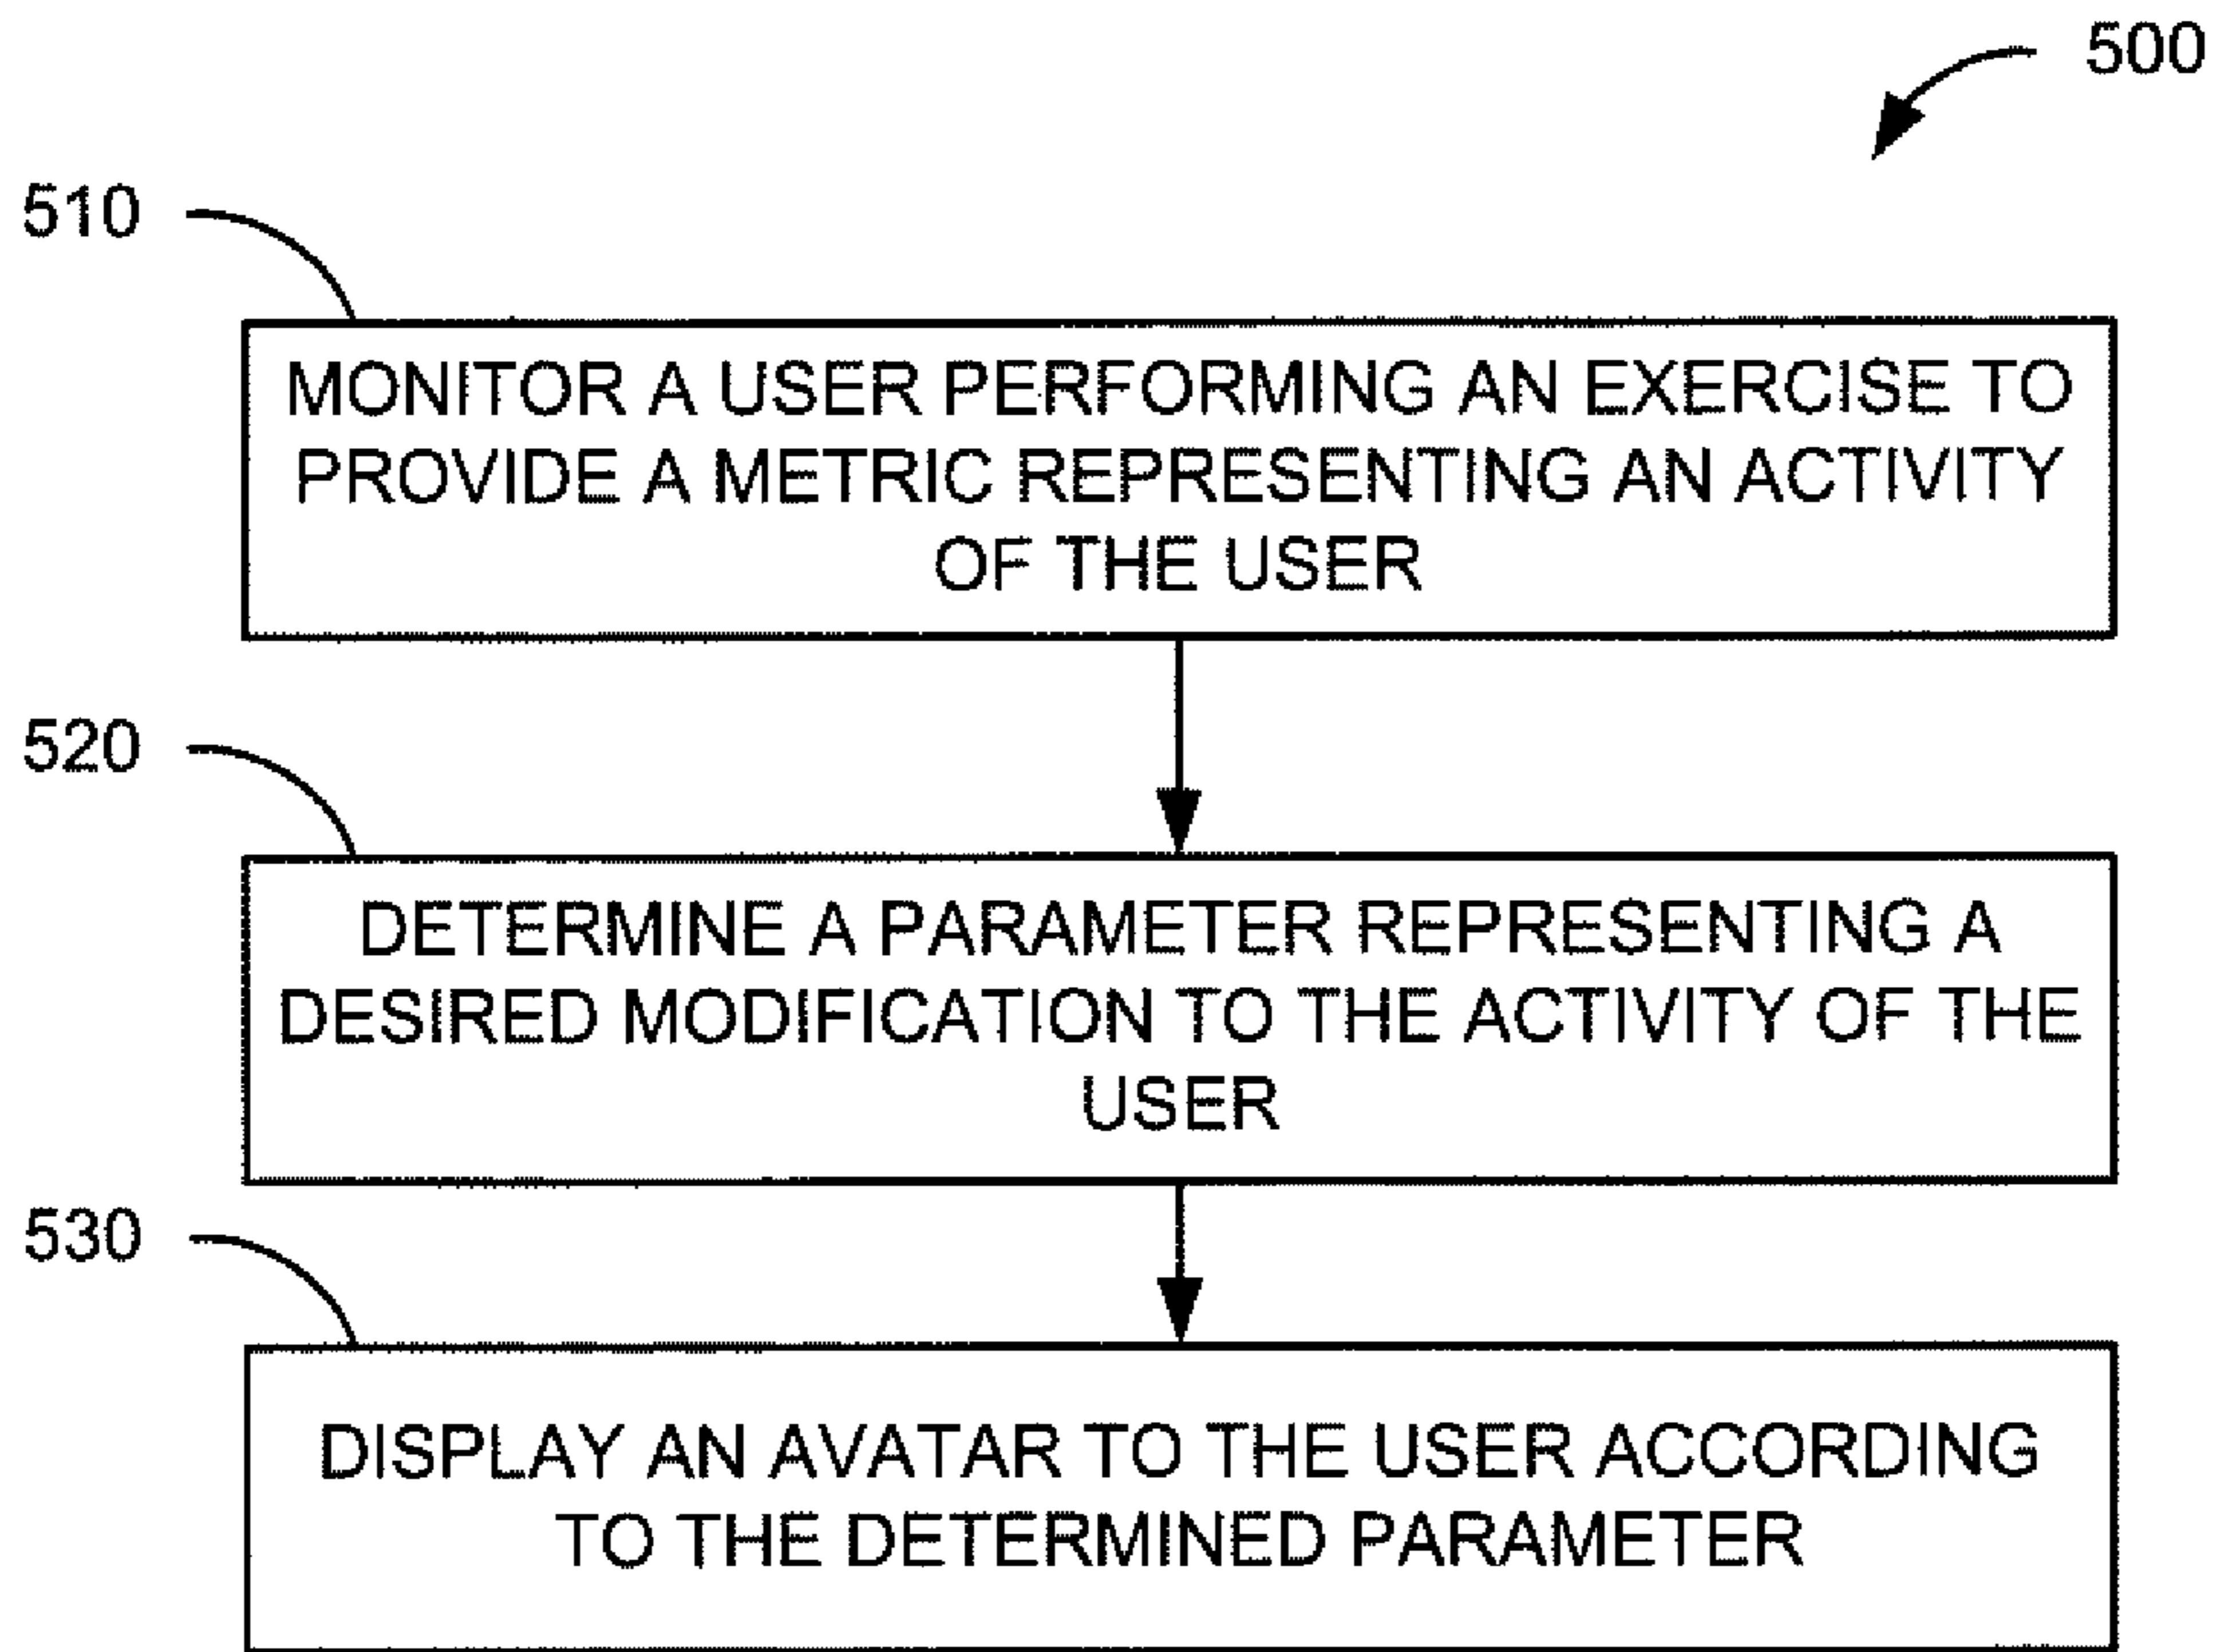 500
510
MONITOR A USER PERFORMING AN EXERCISE TO
PROVIDE A METRIC REPRESENTING AN ACTIVITY
OF THE USER
520
DETERMINE A PARAMETER REPRESENTING A
DESIRED MODIFICATION TO THE ACTIVITY OF THE
USER
530
DISPLAY AN AVATAR TO THE USER ACCORDING
TO THE DETERMINED PARAMETER